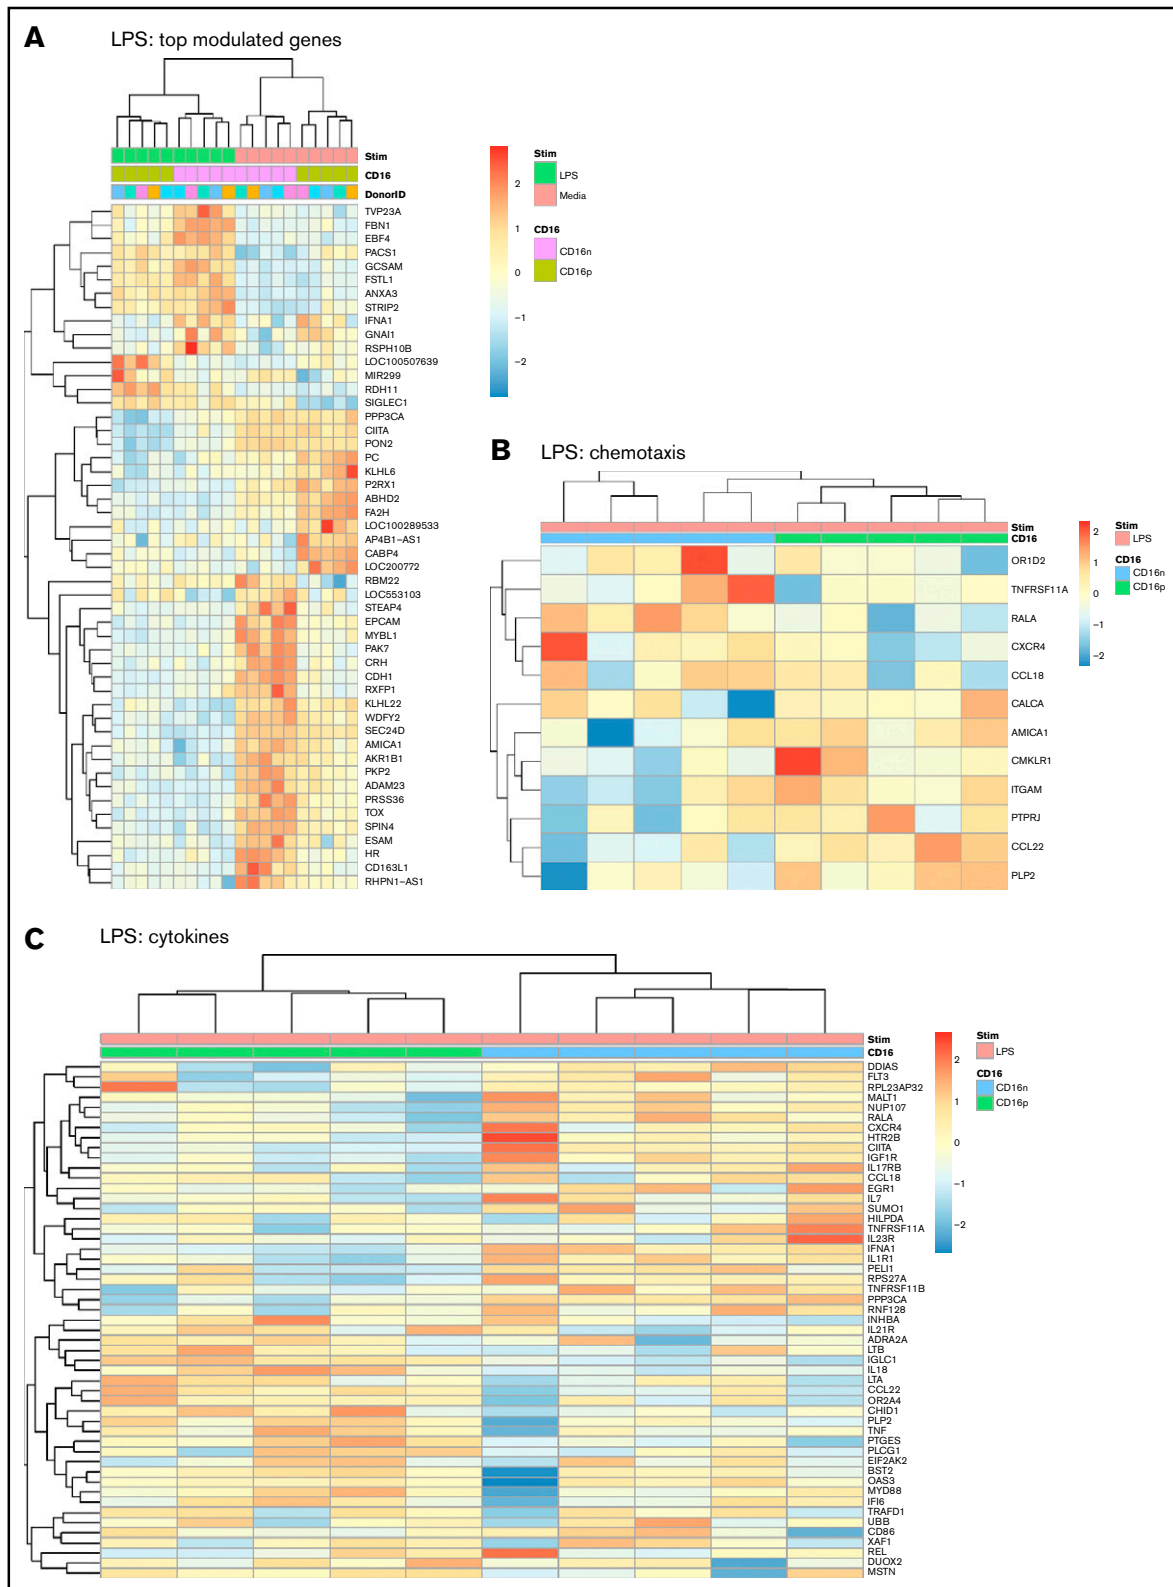 A
LPS: top modulated genes
Stim
CD16
DonorID
TVP23A
FBN1
EBF4
PACS1
GCSAM
FSTL1
ANXA3
STRIP2
IFNA1
GNAI1
RSPH10B
LOC100507639
MIR299
RDH11
SIGLEC1
PPP3CA
CIITA
PON2
PC
KLHL6
P2RX1
ABHD2
FA2H
LOC100289533
AP4B1-AS1
CABP4
LOC200772
RBM22
LOC553103
STEAP4
EPCAM
MYBL1
PAK7
CRH
CDH1
RXFP1
KLHL22
WDFY2
SEC24D
AMICA1
AKR1B1
PKP2
ADAM23
PRSS36
TOX
SPIN4
ESAM
HR
CD163L1
RHPN1-AS1
2
1
0
-1
-2
Stim
LPS
Media
CD16
CD16n
CD16p
B
LPS: chemotaxis
Stim
CD16
OR1D2
TNFRSF11A
RALA
CXCR4
CCL18
CALCA
AMICA1
CMKLR1
ITGAM
PTPRJ
CCL22
PLP2
2
1
0
-1
-2
Stim
LPS
CD16
CD16n
CD16p
C
LPS: cytokines
Stim
CD16
DDIAS
FLT3
RPL23AP32
MALT1
NUP107
RALA
CXCR4
HTR2B
CIITA
IGF1R
IL17RB
CCL18
EGR1
IL7
SUMO1
HILPDA
TNFRSF11A
IL23R
IFNA1
IL1R1
PELI1
RPS27A
TNFRSF11B
PPP3CA
RNF128
INHBA
IL21R
ADRA2A
LTB
IGLC1
IL18
LTA
CCL22
OR2A4
CHID1
PLP2
TNF
PTGES
PLCG1
EIF2AK2
BST2
OAS3
MYD88
IFI6
TRAFD1
UBB
CD86
XAF1
REL
DUOX2
MSTN
2
1
0
-1
-2
Stim
LPS
CD16
CD16n
CD16p